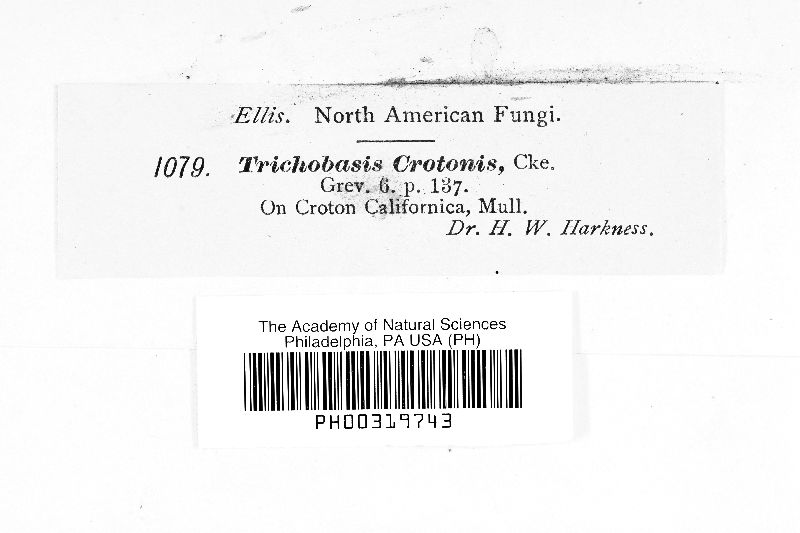 Ellis. North American Fungi.
1079. Trichobasis Crotonis, Cke.
Grev. 6. p. 137.
On Croton Californica, Mull.
Dr. H. W. Harkness.
The Academy of Natural Sciences
Philadelphia, PA USA (PH)
PH00319743